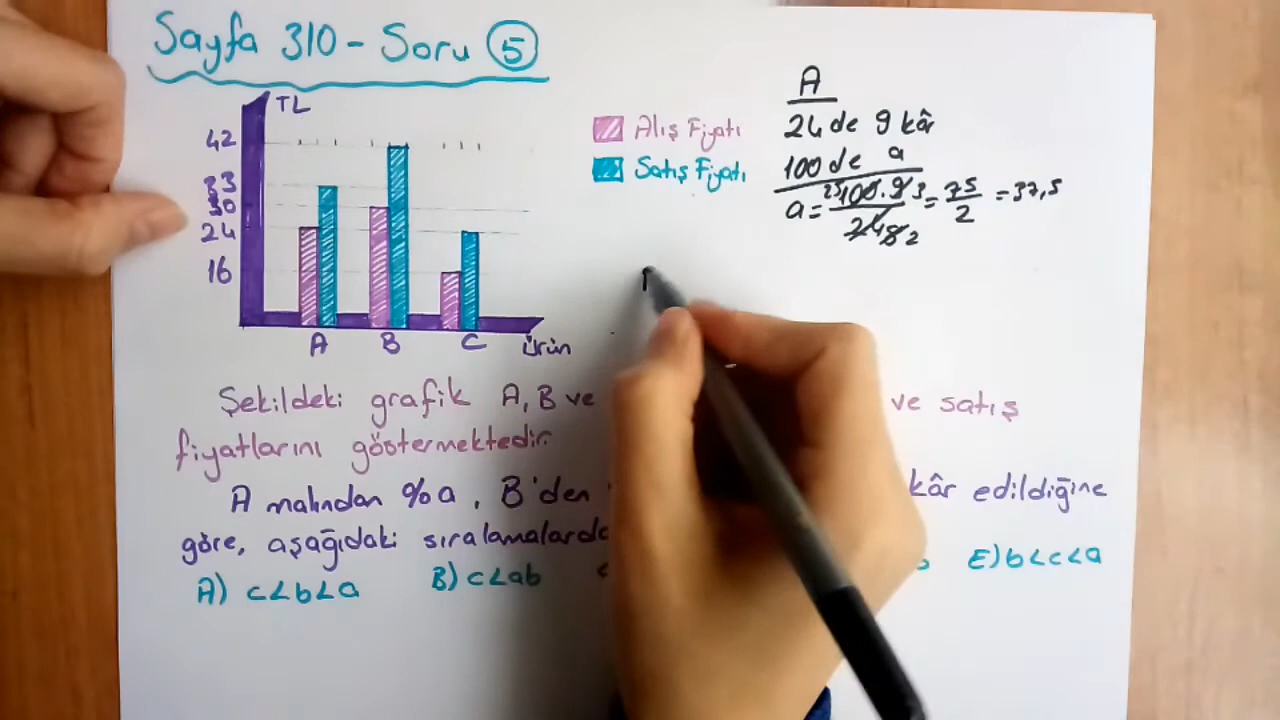 Sayfa 310 - Soru 5
TL
42
33
30
24
16
A B C Ürün
Alış Fiyatı
Satış Fiyatı
A
24 de 9 kâr
100 de a
a = 100.9 / 24 = 75 / 2 = 37,5
Şekildeki grafik A, B ve ve satış
fiyatlarını göstermektedir.
A malından %a, B'den kâr edildiğine
göre, aşağıdaki
A) c<b<a B) c<ab E) b<c<a